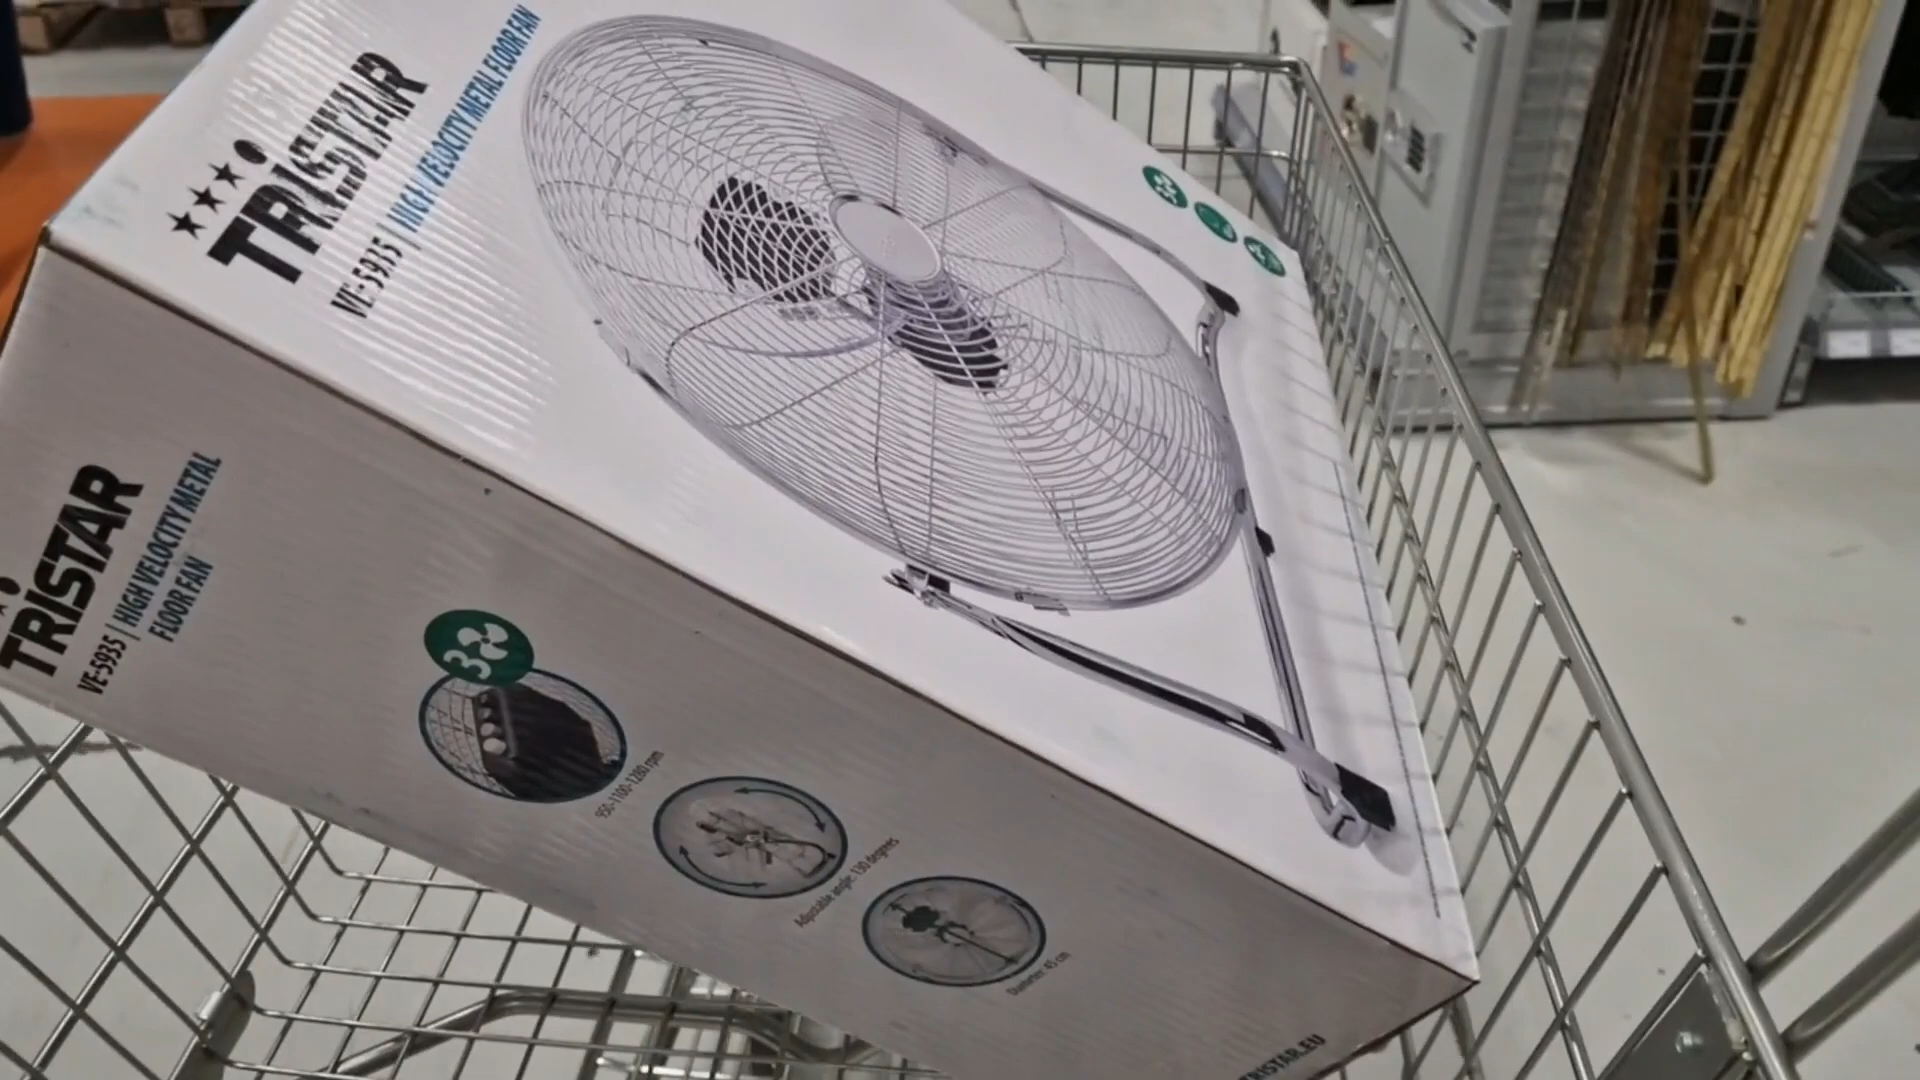 TRISTAR
VE-5935 | HIGH VELOCITY METAL FLOOR FAN
TRISTAR
VE-5935 | HIGH VELOCITY METAL
FLOOR FAN
3
950-1100-1280 rpm
Adjustable angle: 130 degrees
Diameter: 45 cm
TRISTAR.EU